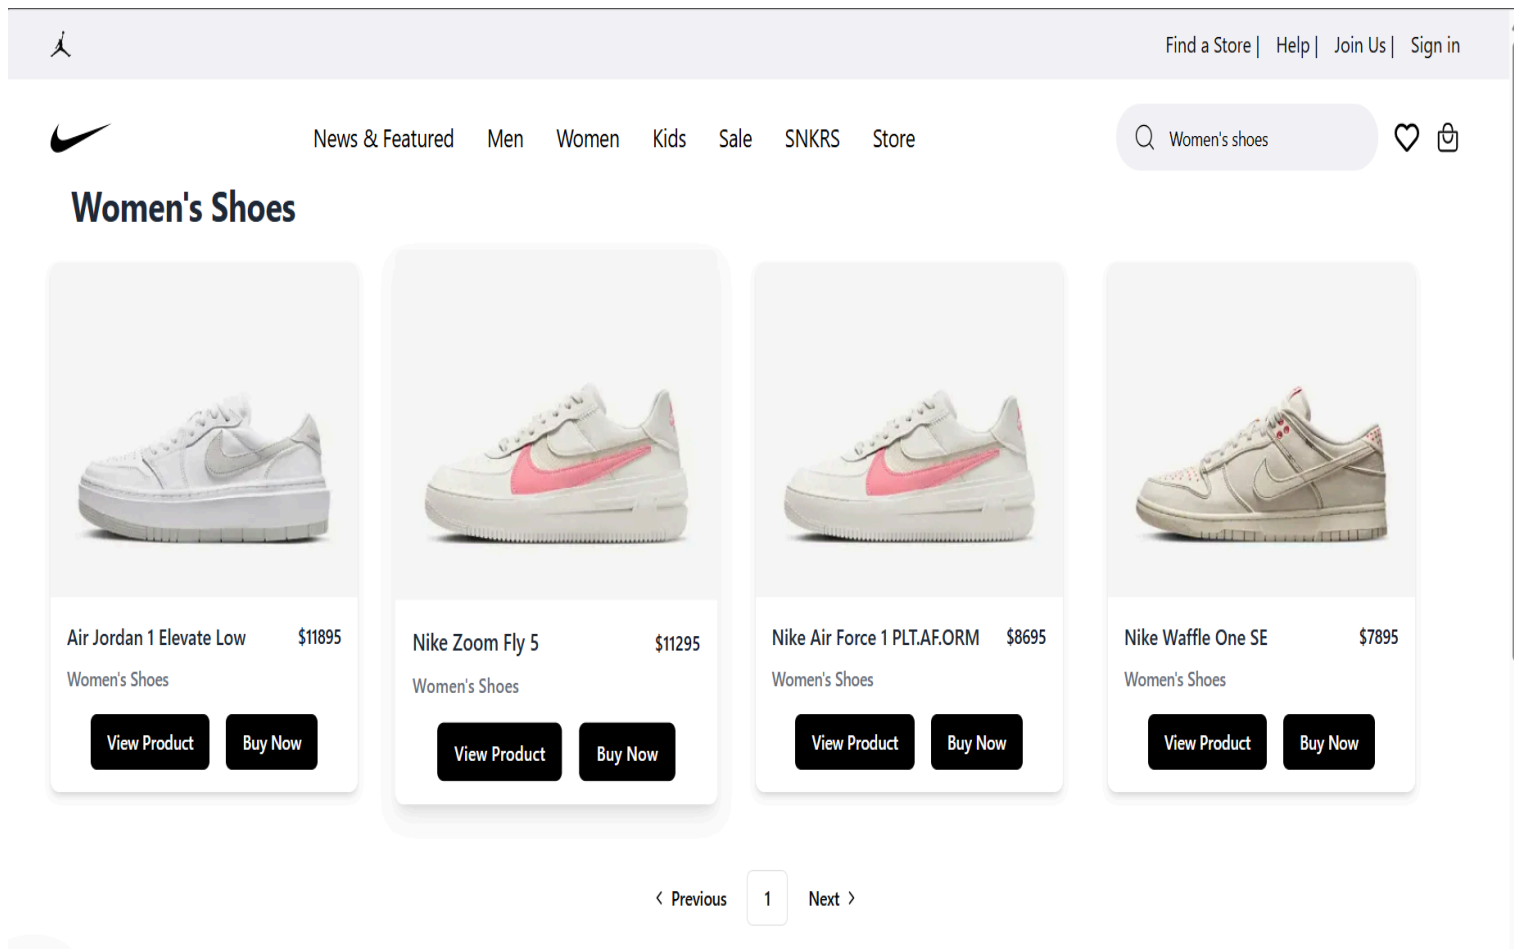 Find a Store | Help | Join Us | Sign in
News & Featured Men Women Kids Sale SNKRS Store Women's shoes
Women's Shoes
Air Jordan 1 Elevate Low $11895
Women's Shoes
View Product Buy Now
Nike Zoom Fly 5 $11295
Women's Shoes
View Product Buy Now
Nike Air Force 1 PLT.AF.ORM $8695
Women's Shoes
View Product Buy Now
Nike Waffle One SE $7895
Women's Shoes
View Product Buy Now
Previous 1 Next